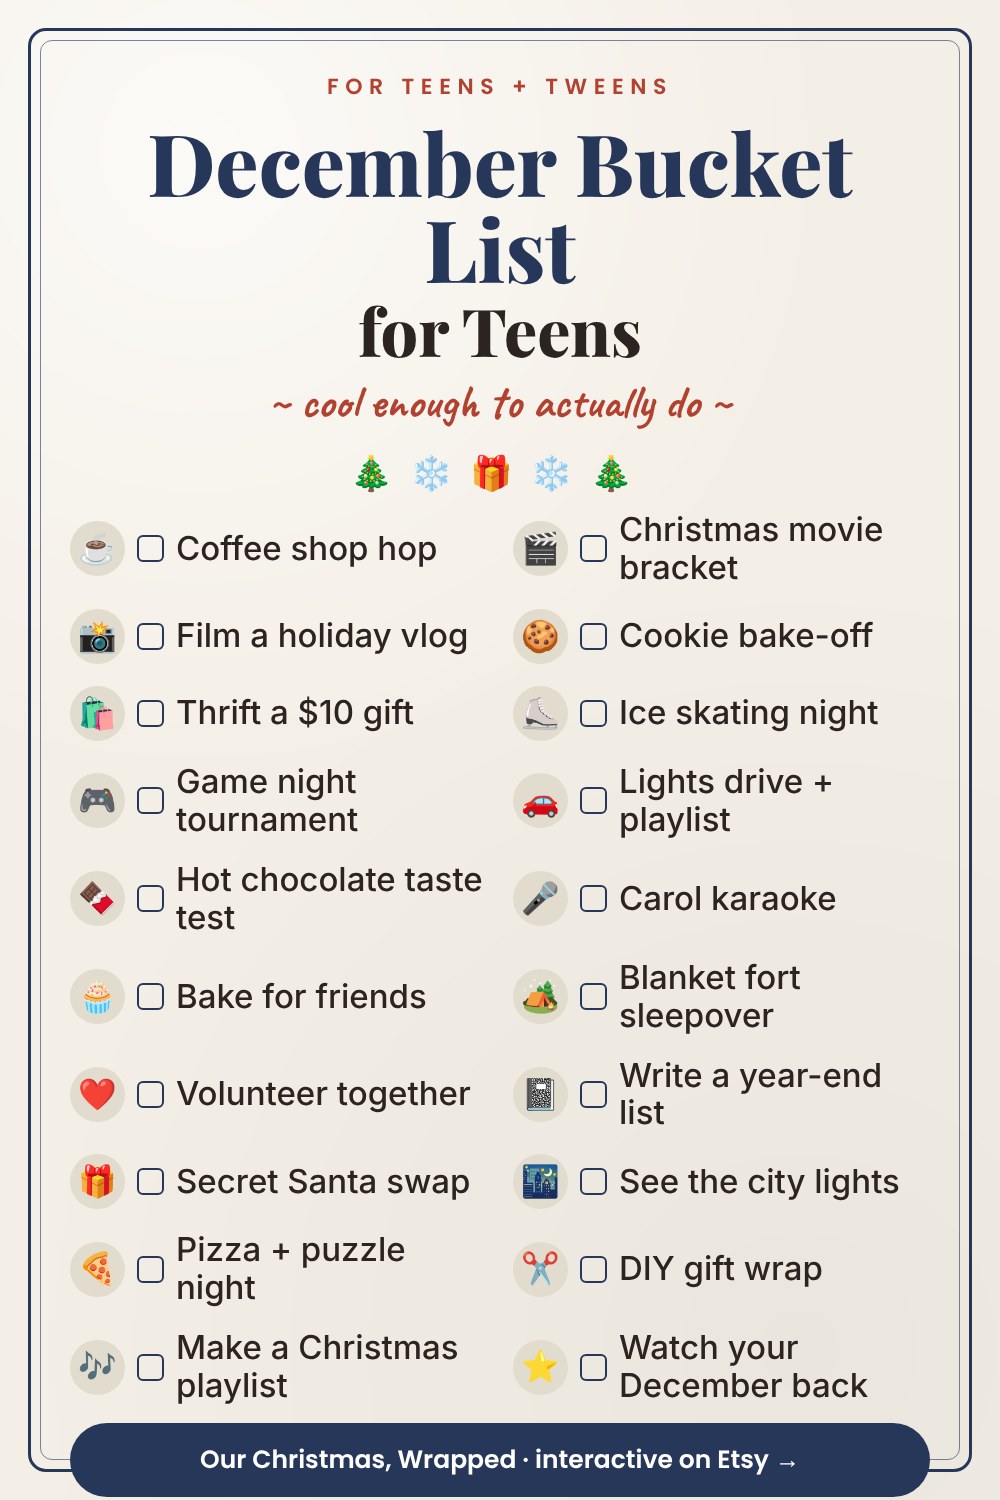 FOR TEENS + TWEENS
December Bucket
List
for Teens
~ cool enough to actually do ~
Coffee shop hop
Christmas movie
bracket
Film a holiday vlog
Cookie bake-off
Thrift a $10 gift
Ice skating night
Game night
tournament
Lights drive +
playlist
Hot chocolate taste
test
Carol karaoke
Bake for friends
Blanket fort
sleepover
Volunteer together
Write a year-end
list
Secret Santa swap
See the city lights
Pizza + puzzle
night
DIY gift wrap
Make a Christmas
playlist
Watch your
December back
Our Christmas, Wrapped · interactive on Etsy →